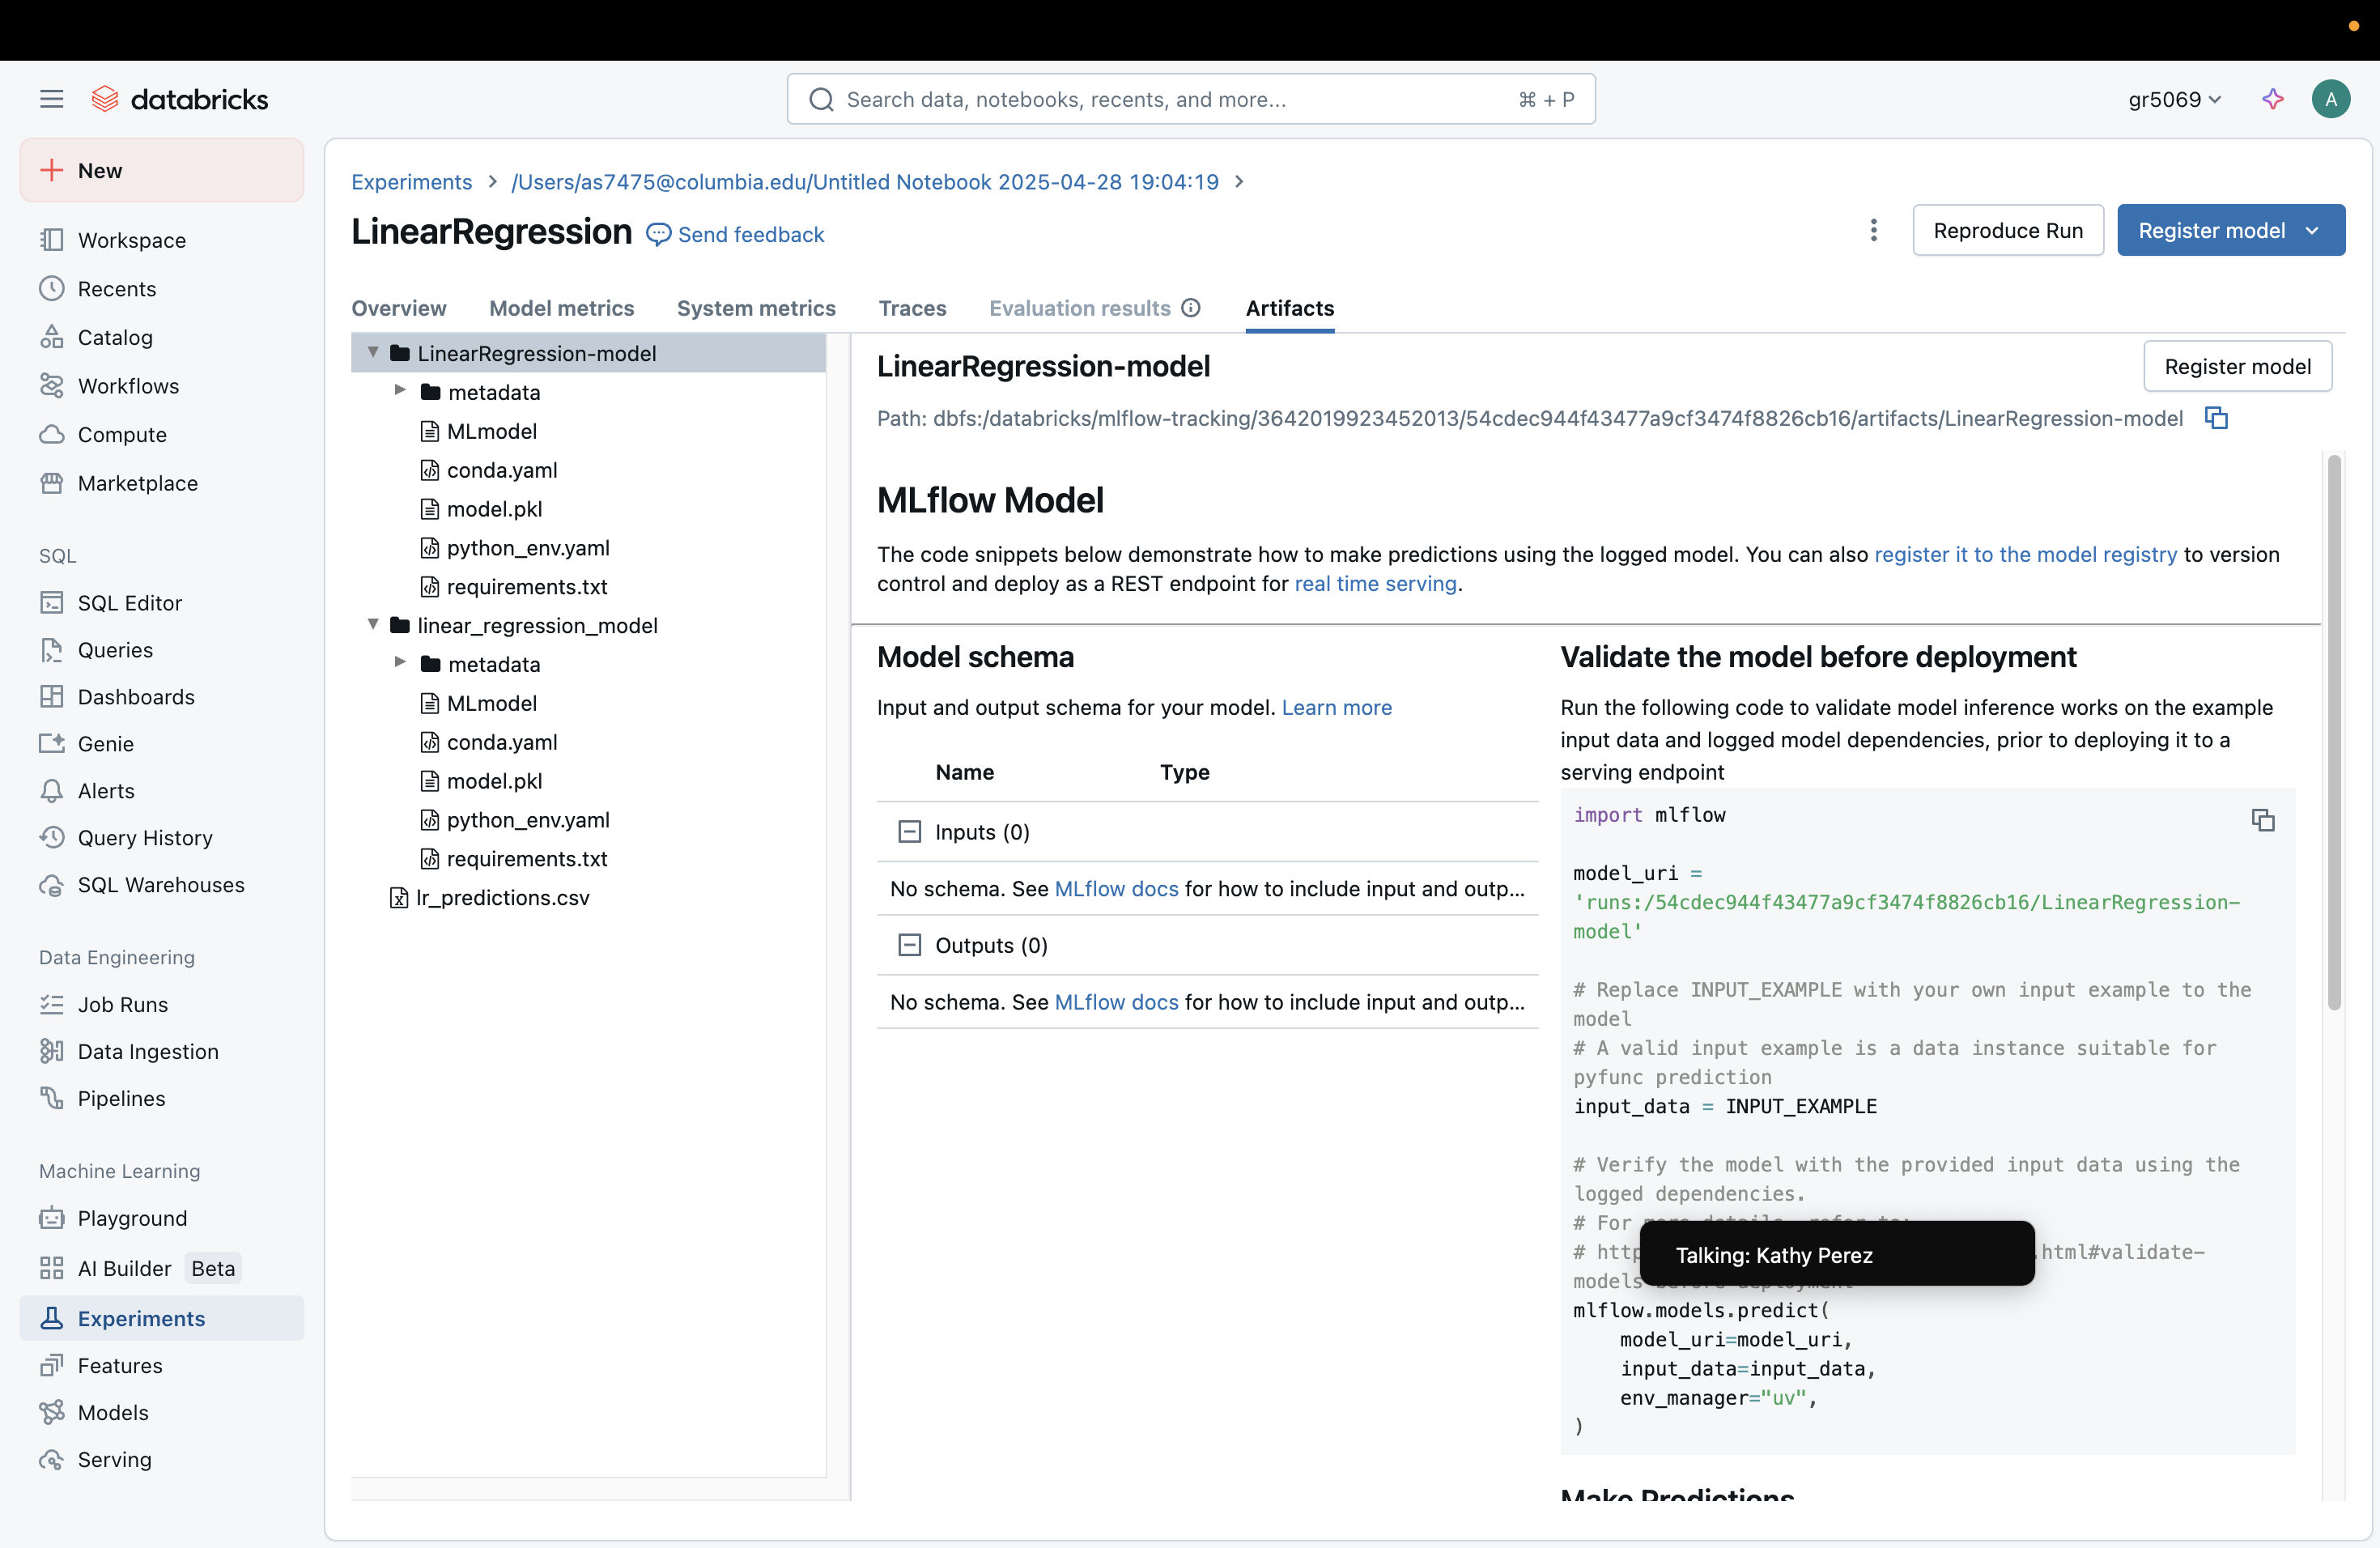 databricks
Search data, notebooks, recents, and more...
⌘ + P
gr5069
A
New
Workspace
Recents
Catalog
Workflows
Compute
Marketplace
SQL
SQL Editor
Queries
Dashboards
Genie
Alerts
Query History
SQL Warehouses
Data Engineering
Job Runs
Data Ingestion
Pipelines
Machine Learning
Playground
AI Builder Beta
Experiments
Features
Models
Serving
Experiments > /Users/as7475@columbia.edu/Untitled Notebook 2025-04-28 19:04:19 >
LinearRegression
Send feedback
Reproduce Run
Register model
Overview
Model metrics
System metrics
Traces
Evaluation results
Artifacts
LinearRegression-model
metadata
MLmodel
conda.yaml
model.pkl
python_env.yaml
requirements.txt
linear_regression_model
metadata
MLmodel
conda.yaml
model.pkl
python_env.yaml
requirements.txt
lr_predictions.csv
LinearRegression-model
Register model
Path: dbfs:/databricks/mlflow-tracking/3642019923452013/54cdec944f43477a9cf3474f8826cb16/artifacts/LinearRegression-model
MLflow Model
The code snippets below demonstrate how to make predictions using the logged model. You can also register it to the model registry to version
control and deploy as a REST endpoint for real time serving.
Model schema
Input and output schema for your model. Learn more
Name Type
Inputs (0)
No schema. See MLflow docs for how to include input and outp...
Outputs (0)
No schema. See MLflow docs for how to include input and outp...
Validate the model before deployment
Run the following code to validate model inference works on the example
input data and logged model dependencies, prior to deploying it to a
serving endpoint
import mlflow
model_uri =
'runs:/54cdec944f43477a9cf3474f8826cb16/LinearRegression-
model'
# Replace INPUT_EXAMPLE with your own input example to the
model
# A valid input example is a data instance suitable for
pyfunc prediction
input_data = INPUT_EXAMPLE
# Verify the model with the provided input data using the
logged dependencies.
# For more details, refer to:
# http .html#validate-
models-before-deployment
mlflow.models.predict(
model_uri=model_uri,
input_data=input_data,
env_manager="uv",
)
Talking: Kathy Perez
Make Predictions